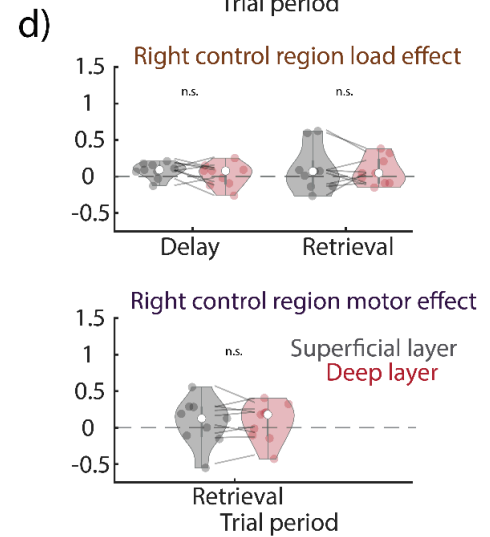 Trial period
d)
Right control region load effect
1.5
n.s.
n.s.
1
0.5
0
-0.5
Delay
Retrieval
Right control region motor effect
1.5
n.s.
Superficial layer
1
Deep layer
0.5
0
-0.5
Retrieval
Trial period